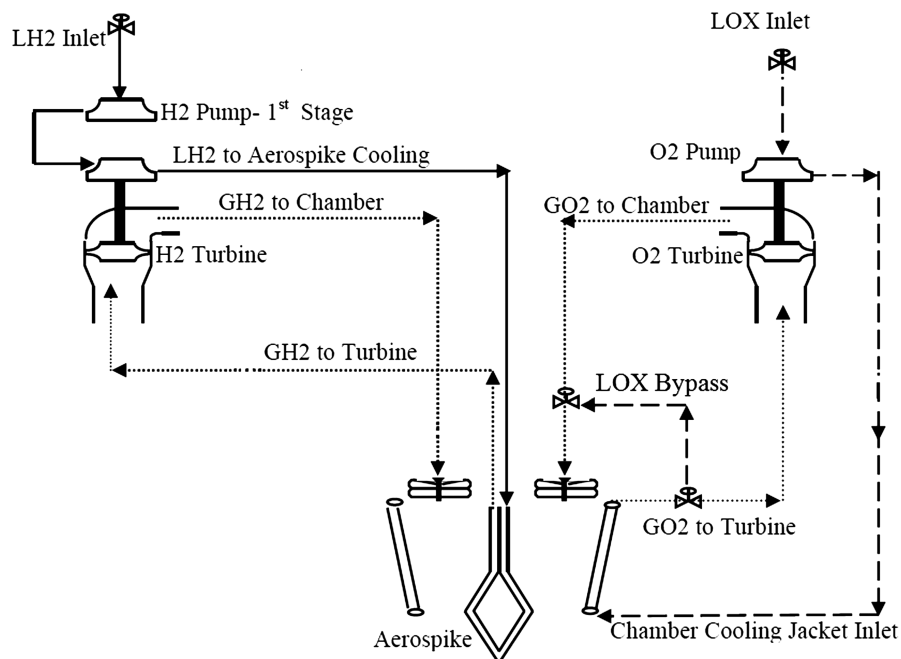 LH2 Inlet
LOX Inlet
H2 Pump- 1st Stage
LH2 to Aerospike Cooling
O2 Pump
GH2 to Chamber
GO2 to Chamber
H2 Turbine
O2 Turbine
GH2 to Turbine
LOX Bypass
GO2 to Turbine
Aerospike
Chamber Cooling Jacket Inlet